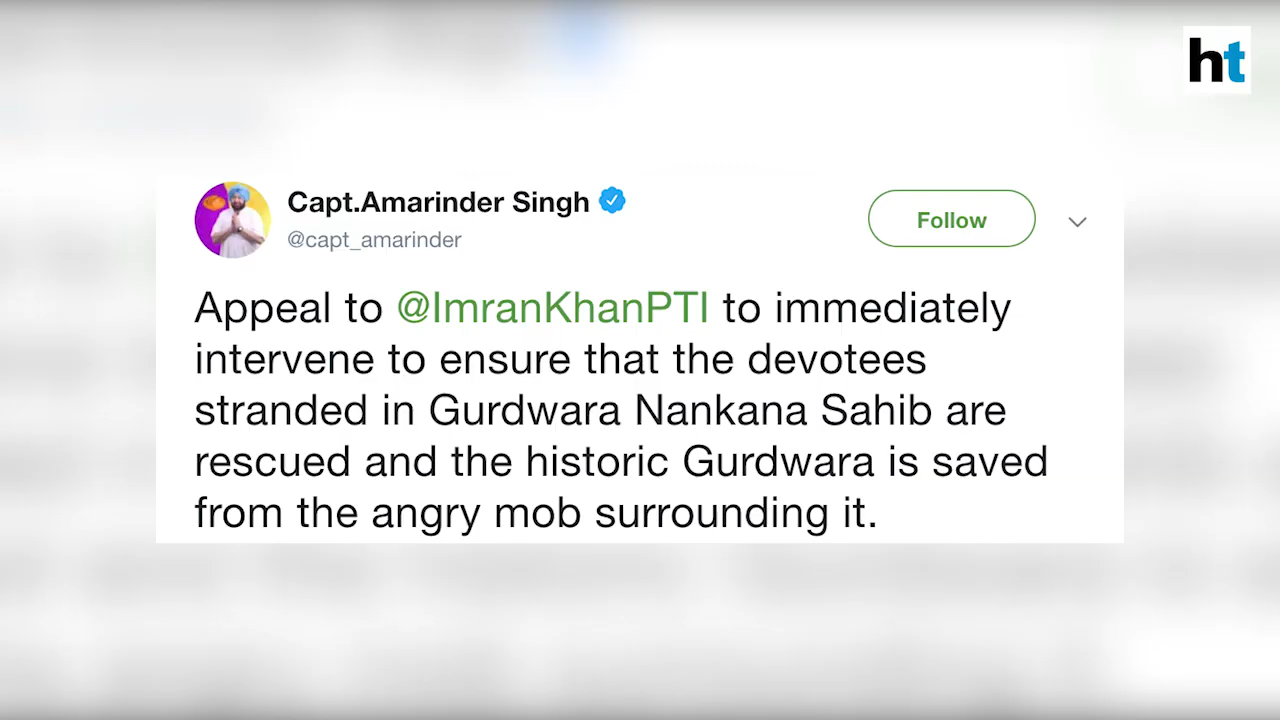 ht
Capt.Amarinder Singh
@capt_amarinder
Follow
Appeal to @ImranKhanPTI to immediately
intervene to ensure that the devotees
stranded in Gurdwara Nankana Sahib are
rescued and the historic Gurdwara is saved
from the angry mob surrounding it.